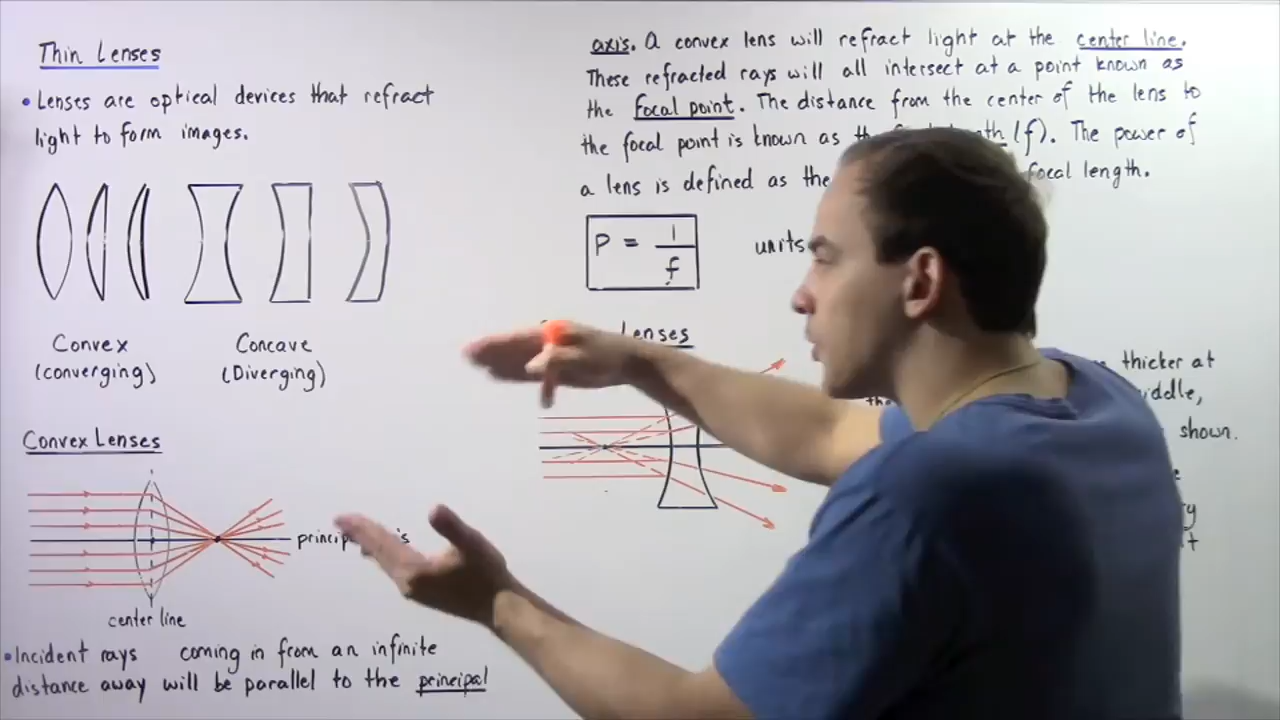 Thin Lenses
• Lenses are optical devices that refract
light to form images.
Convex
(converging)
Concave
(Diverging)
Convex Lenses
principal
center line
• Incident rays coming in from an infinite
distance away will be parallel to the principal
axis. A convex lens will refract light at the center line.
These refracted rays will all intersect at a point known as
the focal point. The distance from the center of the lens to
the focal point is known as (f). The power of
a lens is defined as the focal length.
P = 1/f
units
Lenses
thicker at
shown.